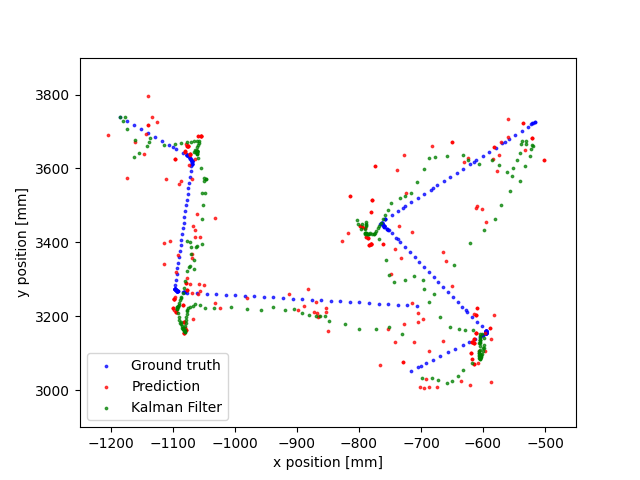 3800
3600
3400
3200
3000
y position [mm]
Ground truth
Prediction
Kalman Filter
−1200 −1100 −1000 −900 −800 −700 −600 −500
x position [mm]